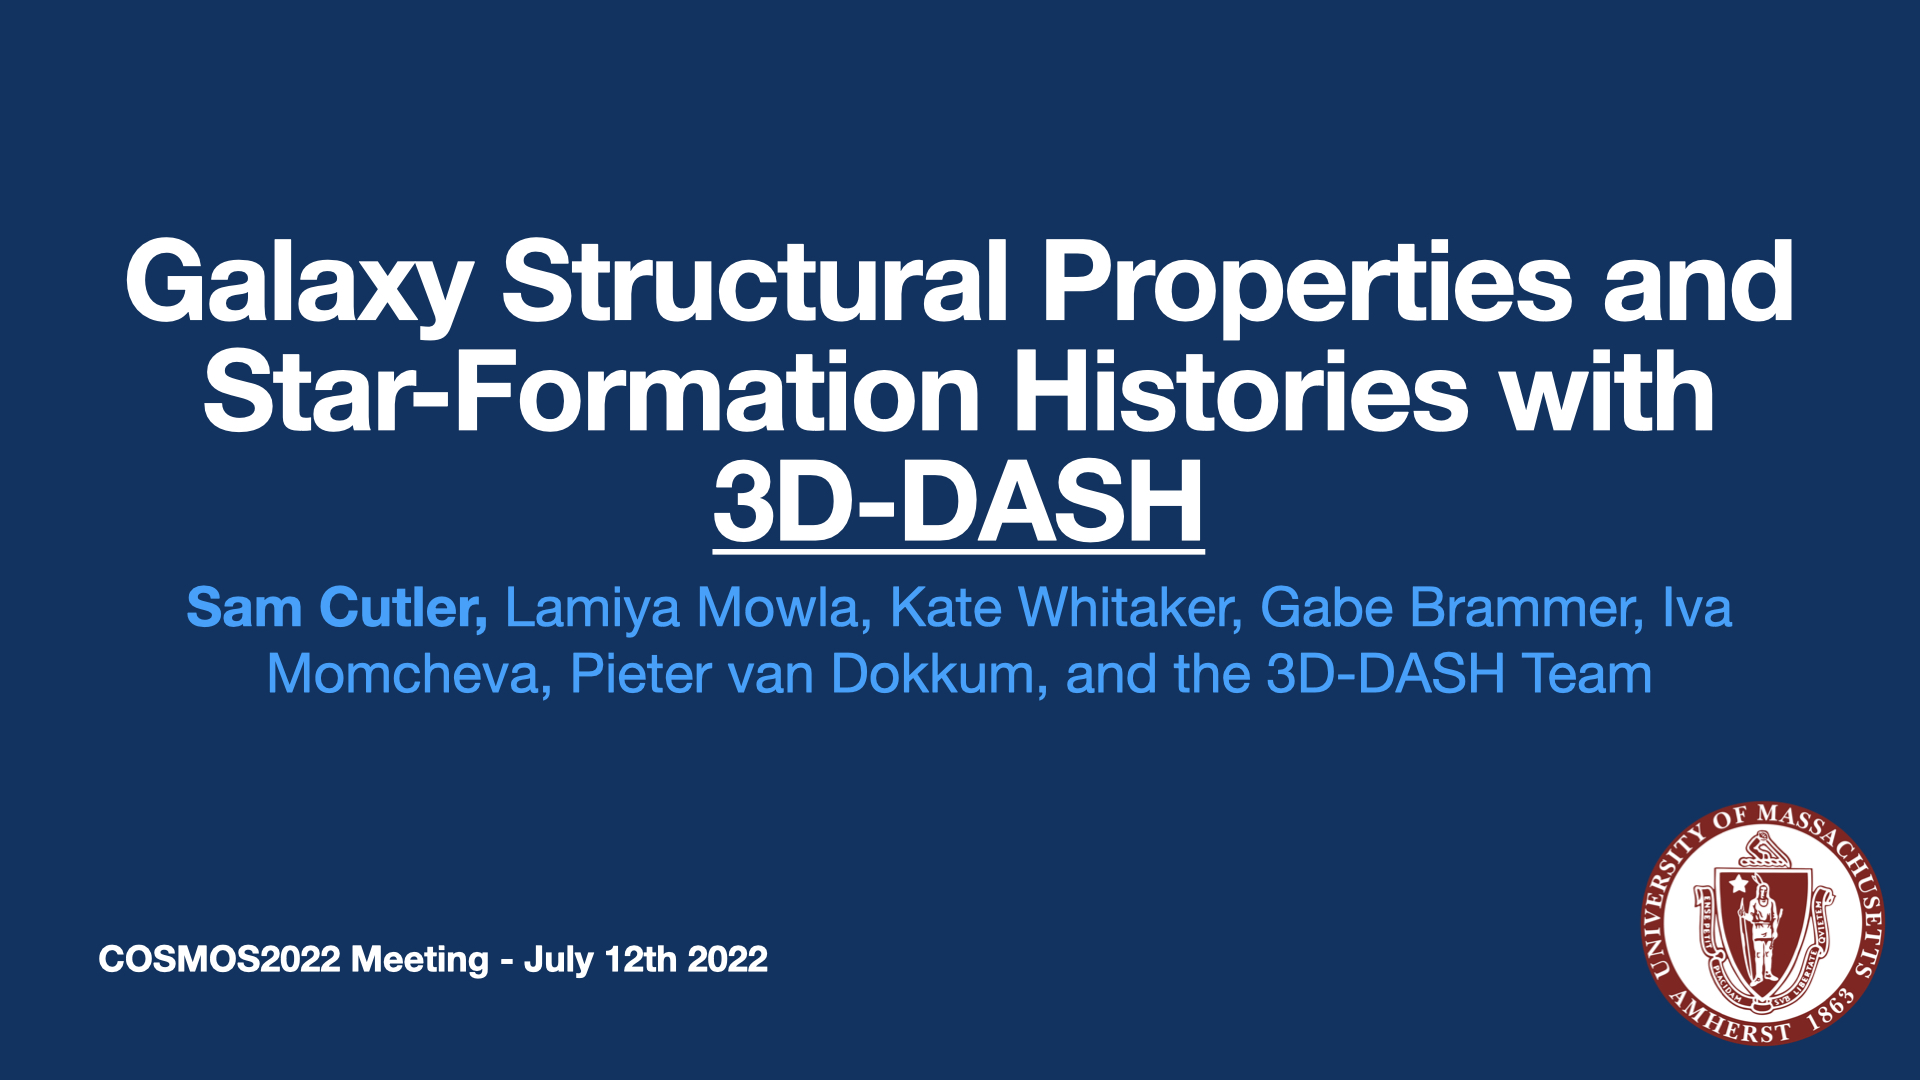 Galaxy Structural Properties and
Star-Formation Histories with
3D-DASH
Sam Cutler, Lamiya Mowla, Kate Whitaker, Gabe Brammer, Iva
Momcheva, Pieter van Dokkum, and the 3D-DASH Team
COSMOS2022 Meeting - July 12th 2022
UNIVERSITY OF MASSACHUSETTS
AMHERST 1863